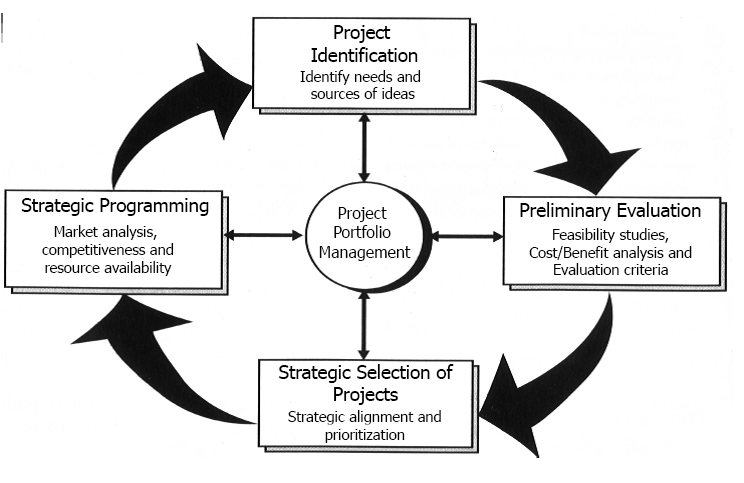 Project
Identification
Identify needs and
sources of ideas
Strategic Programming
Market analysis,
competitiveness and
resource availability
Project
Portfolio
Management
Preliminary Evaluation
Feasibility studies,
Cost/Benefit analysis and
Evaluation criteria
Strategic Selection of
Projects
Strategic alignment and
prioritization